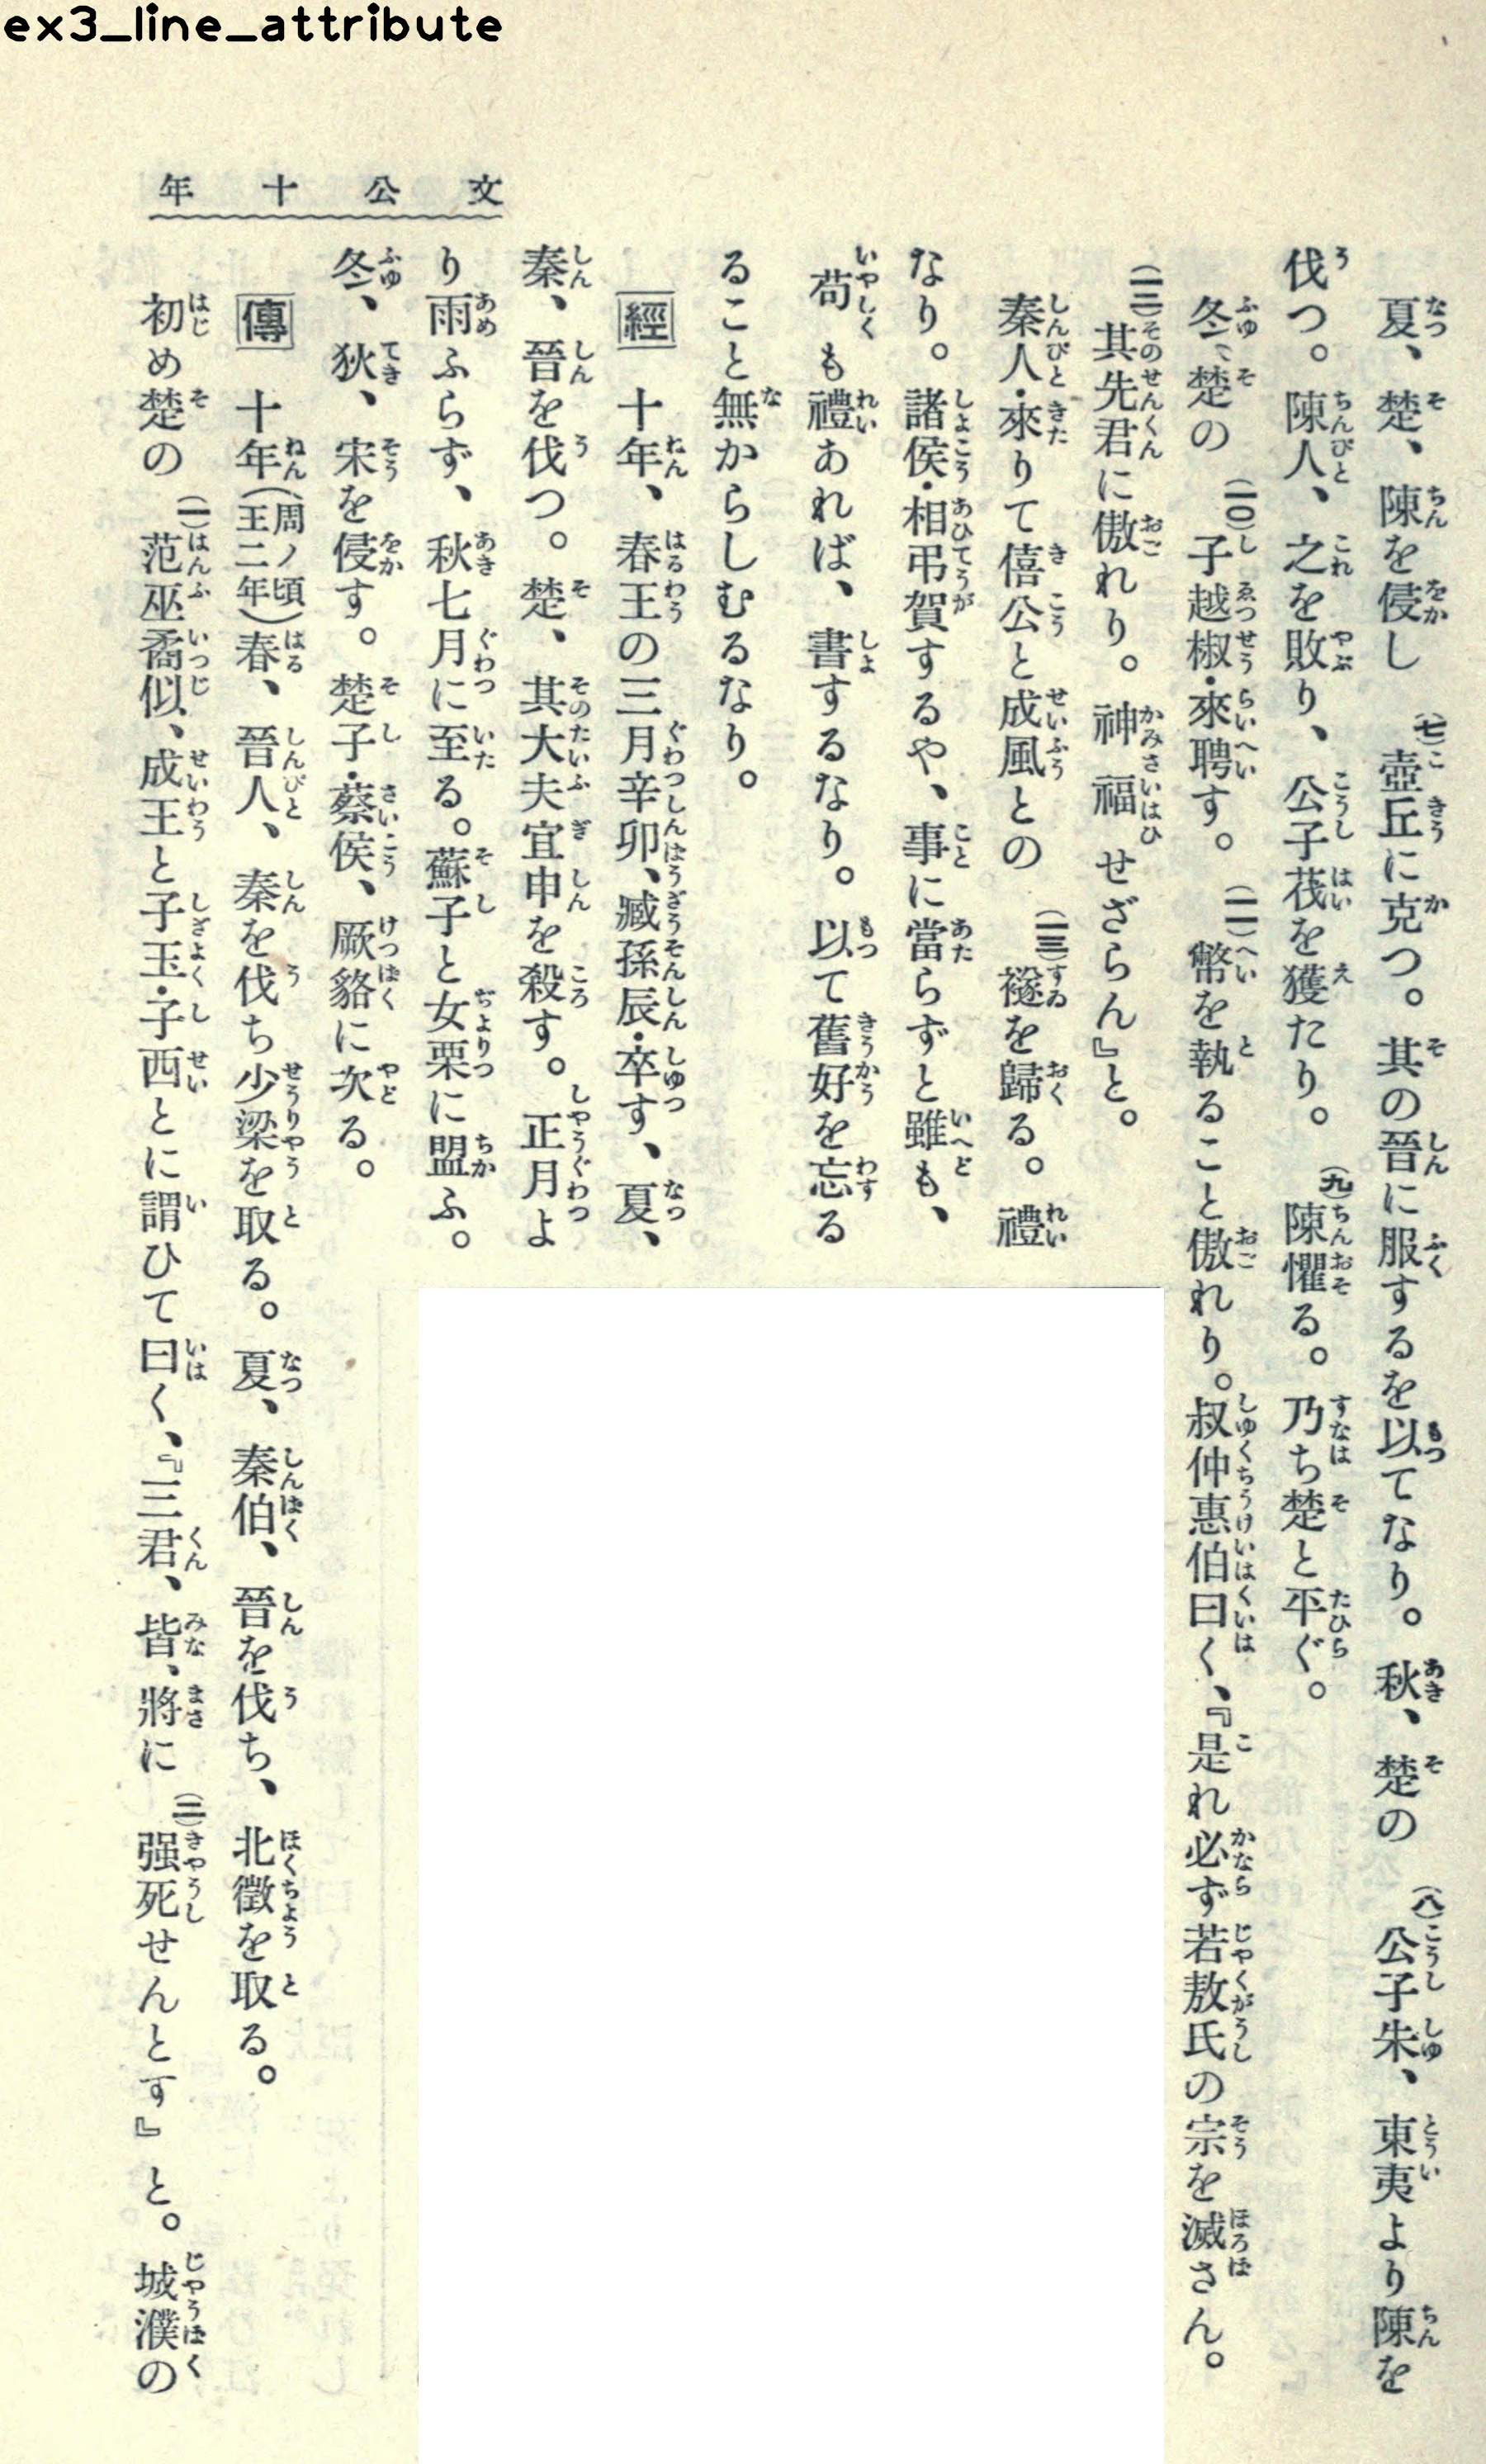 ex3_line_attribute
文公十年
夏、楚、陳を侵し(七)壺丘に克つ。其の晉に服するを以てなり。秋、楚の(八)公子朱、東夷より陳を
伐つ。陳人、之を敗り、公子茷を獲たり。(九)陳懼る。乃ち楚と平ぐ。
冬、楚の(一〇)子越椒・來聘す。(一一)幣を執ること傲れり。叔仲惠伯曰く、『是れ必ず若敖氏の宗を滅さん。
(一二)其先君に傲れり。神福せざらん』と。
秦人・來りて僖公と成風との(一三)襚を歸る。禮
なり。諸侯・相弔賀するや、事に當らずと雖も、
苟も禮あれば、書するなり。以て舊好を忘る
ること無からしむるなり。
經 十年、春王の三月辛卯、臧孫辰・卒す、夏、
秦、晉を伐つ。楚、其大夫宜申を殺す。正月よ
り雨ふらず、秋七月に至る。蘇子と女栗に盟ふ。
冬、狄、宋を侵す。楚子・蔡侯、厥貉に次る。
傳 十年(周ノ頃王二年)春、晉人、秦を伐ち少梁を取る。夏、秦伯、晉を伐ち、北徵を取る。
初め楚の(一)范巫矞似、成王と子玉・子西とに謂ひて曰く、『三君、皆、將に(二)强死せんとす』と。城濮の